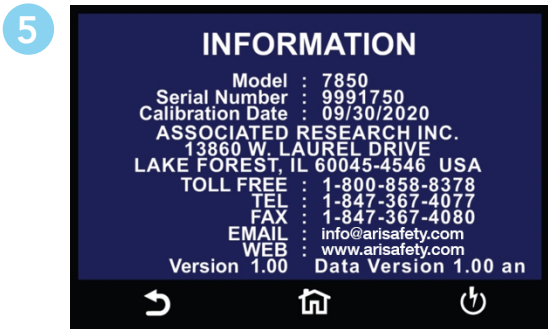 5
INFORMATION
Model : 7850
Serial Number : 9991750
Calibration Date : 09/30/2020
ASSOCIATED RESEARCH INC.
13860 W. LAUREL DRIVE
LAKE FOREST, IL 60045-4546 USA
TOLL FREE : 1-800-858-8378
TEL : 1-847-367-4077
FAX : 1-847-367-4080
EMAIL : info@arisafety.com
WEB : www.arisafety.com
Version 1.00 Data Version 1.00 an